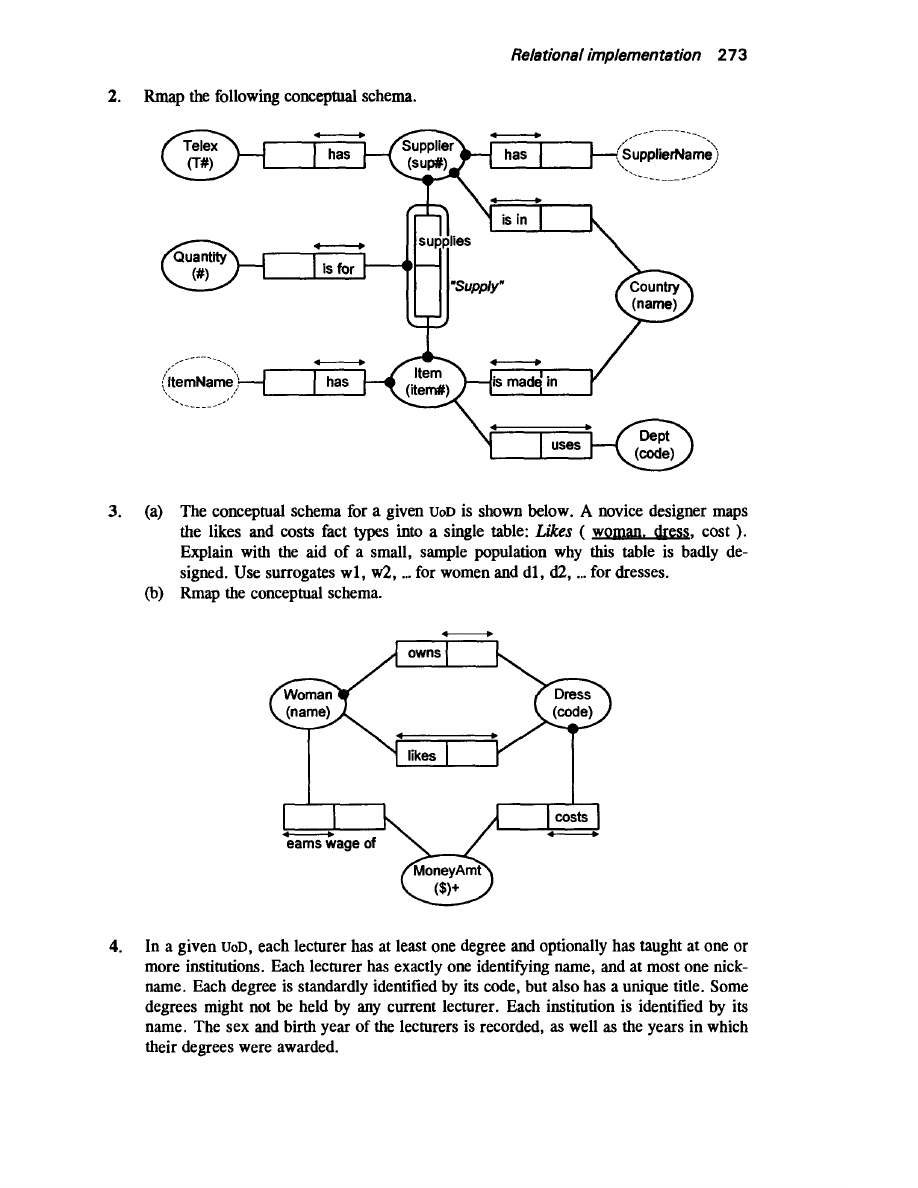 Relational implementation 273
2. Rmap the following conceptual schema.
Telex
(T#)
has
Supplier
(sup#)
has
SupplierName
is in
supplies
Quantity
(#)
is for
"Supply"
Country
(name)
ItemName
has
Item
(item#)
is made in
uses
Dept
(code)
3. (a) The conceptual schema for a given UoD is shown below. A novice designer maps
the likes and costs fact types into a single table: Likes ( woman, dress, cost ).
Explain with the aid of a small, sample population why this table is badly de-
signed. Use surrogates w1, w2, ... for women and d1, d2, ... for dresses.
(b) Rmap the conceptual schema.
owns
Woman
(name)
Dress
(code)
likes
costs
earns wage of
MoneyAmt
($)+
4. In a given UoD, each lecturer has at least one degree and optionally has taught at one or
more institutions. Each lecturer has exactly one identifying name, and at most one nick-
name. Each degree is standardly identified by its code, but also has a unique title. Some
degrees might not be held by any current lecturer. Each institution is identified by its
name. The sex and birth year of the lecturers is recorded, as well as the years in which
their degrees were awarded.